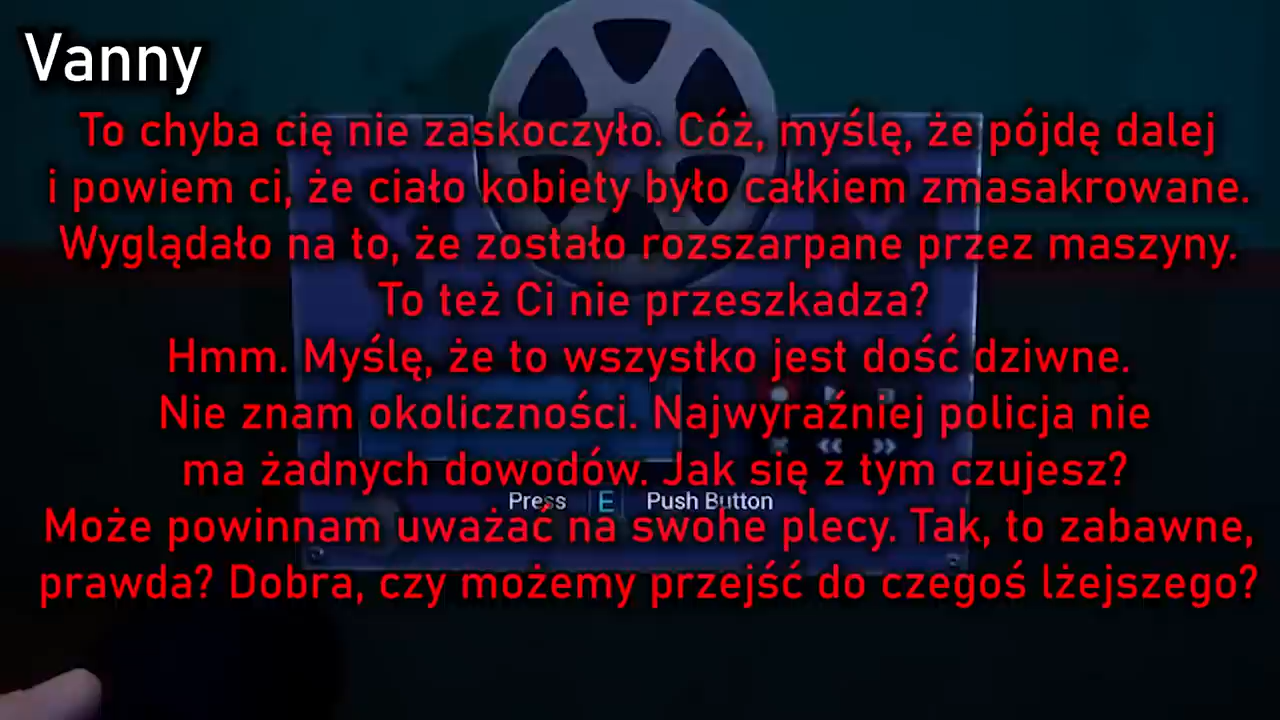 Vanny
To chyba cię nie zaskoczyło. Cóż, myślę, że pójdę dalej
i powiem ci, że ciało kobiety było całkiem zmasakrowane.
Wyglądało na to, że zostało rozszarpane przez maszyny.
To też Ci nie przeszkadza?
Hmm. Myślę, że to wszystko jest dość dziwne.
Nie znam okoliczności. Najwyraźniej policja nie
ma żadnych dowodów. Jak się z tym czujesz?
Press E Push Button
Może powinnam uważać na swohe plecy. Tak, to zabawne,
prawda? Dobra, czy możemy przejść do czegoś lżejszego?